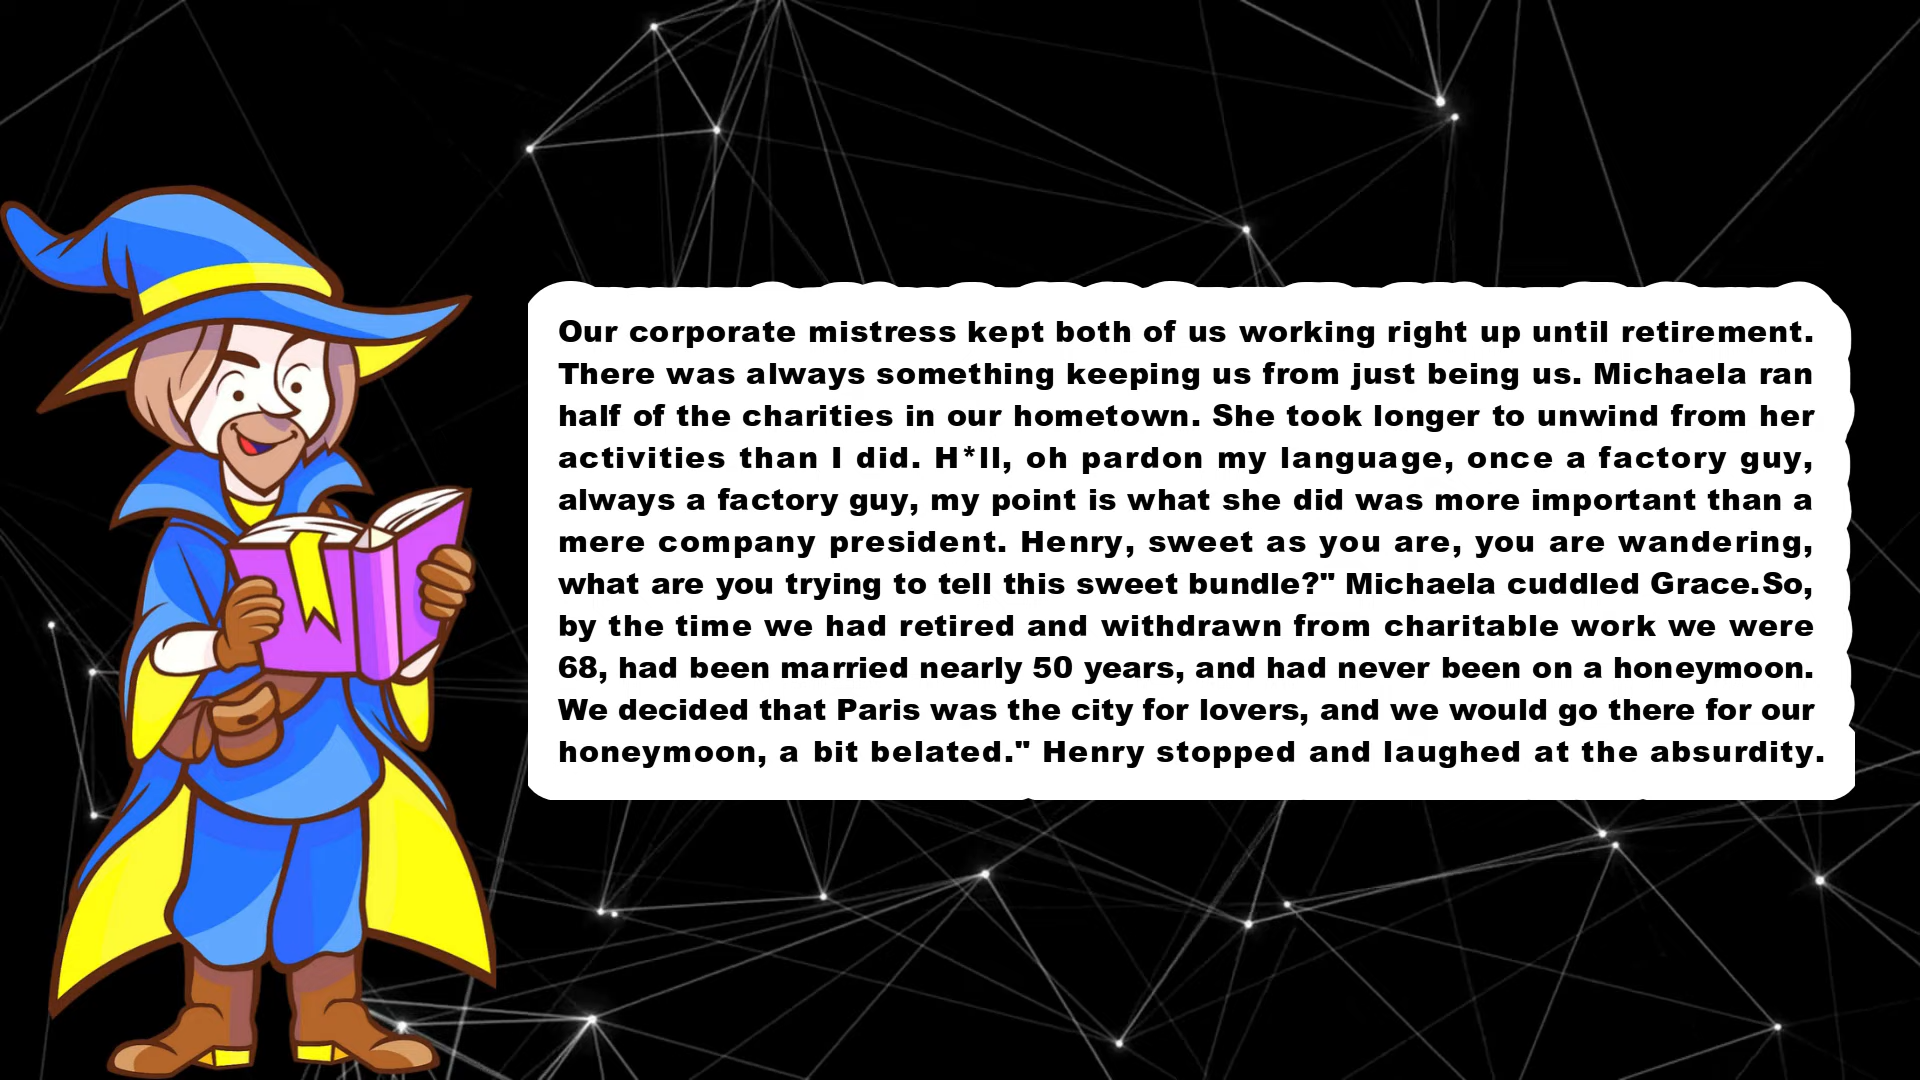 Our corporate mistress kept both of us working right up until retirement.
There was always something keeping us from just being us. Michaela ran
half of the charities in our hometown. She took longer to unwind from her
activities than I did. H*ll, oh pardon my language, once a factory guy,
always a factory guy, my point is what she did was more important than a
mere company president. Henry, sweet as you are, you are wandering,
what are you trying to tell this sweet bundle?" Michaela cuddled Grace.So,
by the time we had retired and withdrawn from charitable work we were
68, had been married nearly 50 years, and had never been on a honeymoon.
We decided that Paris was the city for lovers, and we would go there for our
honeymoon, a bit belated." Henry stopped and laughed at the absurdity.